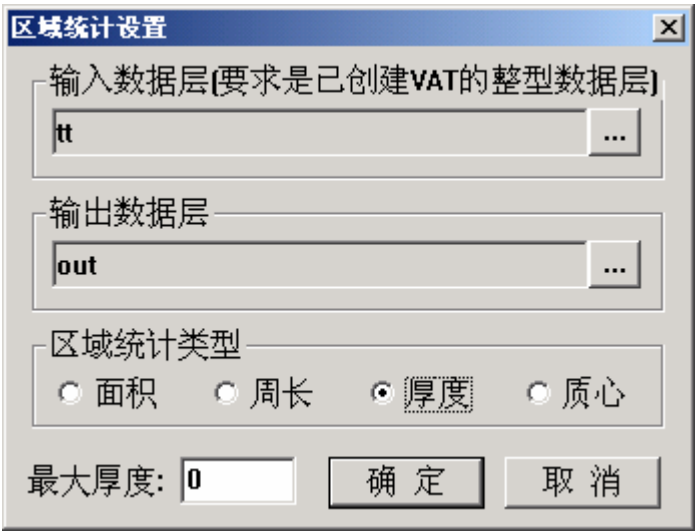 区域统计设置
输入数据层(要求是已创建VAT的整型数据层)
tt
...
输出数据层
out
...
区域统计类型
面积 周长 厚度 质心
最大厚度: 0 确 定 取 消